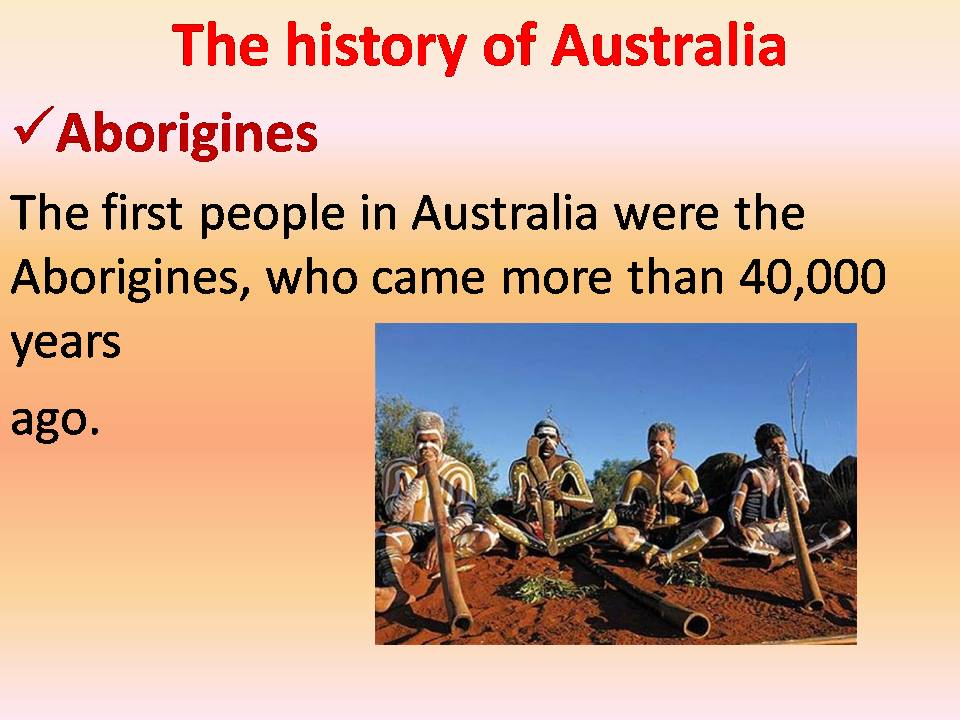 The history of Australia
✓Aborigines
The first people in Australia were the
Aborigines, who came more than 40,000
years
ago.